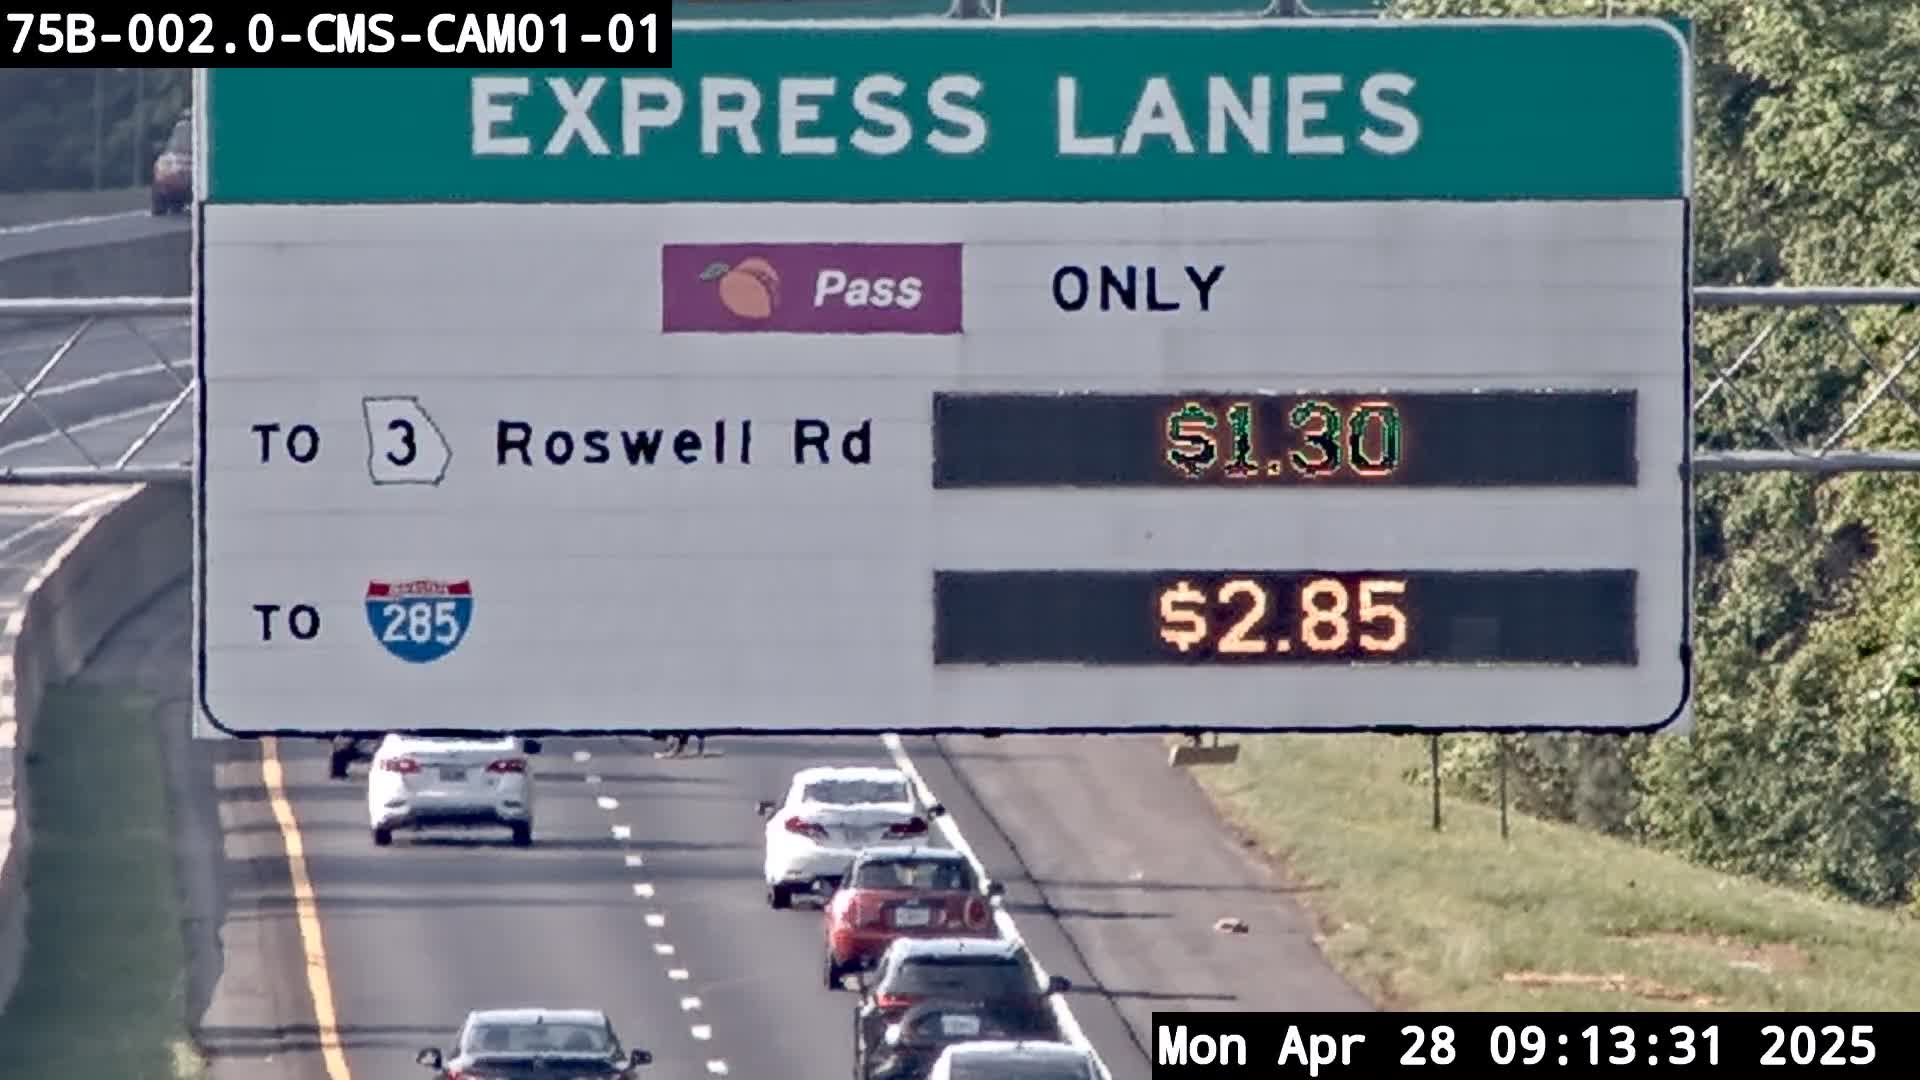 75B-002.0-CMS-CAM01-01
EXPRESS LANES
Pass ONLY
TO 3 Roswell Rd $1.30
TO 285 $2.85
Mon Apr 28 09:13:31 2025